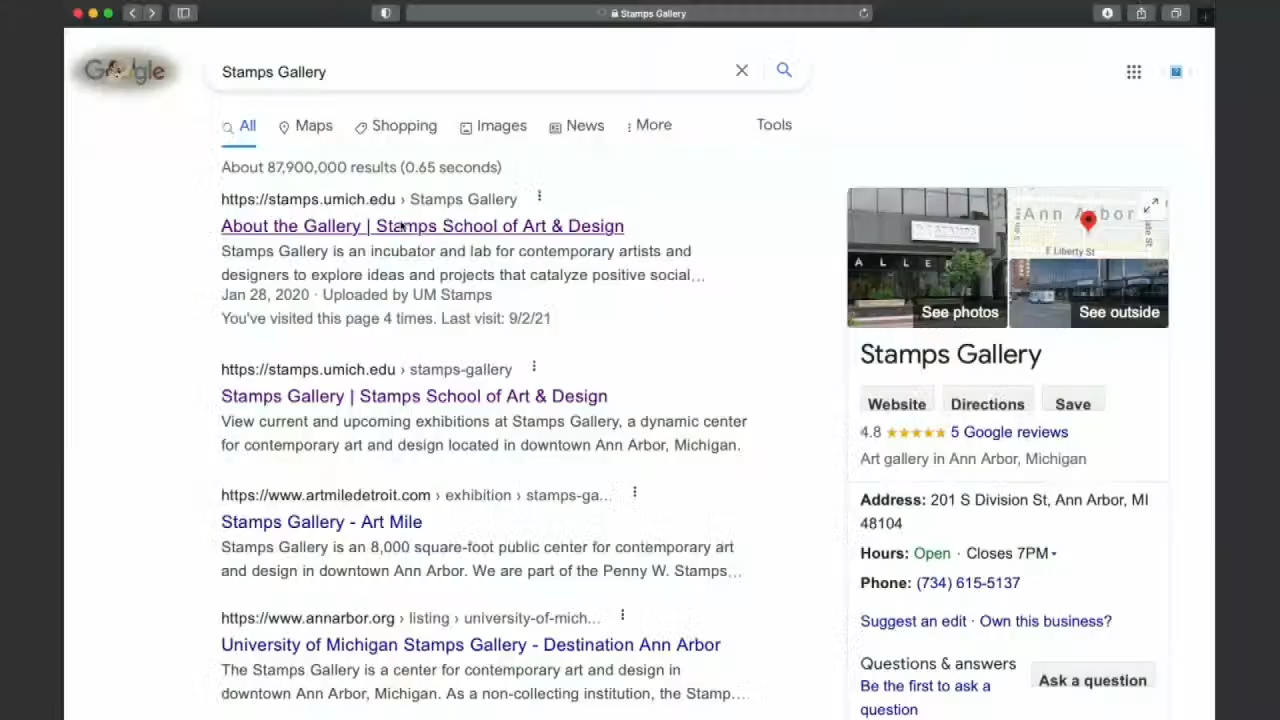 Stamps Gallery
Google
Stamps Gallery
All Maps Shopping Images News More Tools
About 87,900,000 results (0.65 seconds)
https://stamps.umich.edu › Stamps Gallery
About the Gallery | Stamps School of Art & Design
Stamps Gallery is an incubator and lab for contemporary artists and
designers to explore ideas and projects that catalyze positive social...
Jan 28, 2020 · Uploaded by UM Stamps
You've visited this page 4 times. Last visit: 9/2/21
https://stamps.umich.edu › stamps-gallery
Stamps Gallery | Stamps School of Art & Design
View current and upcoming exhibitions at Stamps Gallery, a dynamic center
for contemporary art and design located in downtown Ann Arbor, Michigan.
https://www.artmiledetroit.com › exhibition › stamps-ga...
Stamps Gallery - Art Mile
Stamps Gallery is an 8,000 square-foot public center for contemporary art
and design in downtown Ann Arbor. We are part of the Penny W. Stamps...
https://www.annarbor.org › listing › university-of-mich...
University of Michigan Stamps Gallery - Destination Ann Arbor
The Stamps Gallery is a center for contemporary art and design in
downtown Ann Arbor, Michigan. As a non-collecting institution, the Stamp....
Ann Arbor
E Liberty St
See photos
See outside
Stamps Gallery
Website Directions Save
4.8 ★★★★★ 5 Google reviews
Art gallery in Ann Arbor, Michigan
Address: 201 S Division St, Ann Arbor, MI
48104
Hours: Open · Closes 7PM
Phone: (734) 615-5137
Suggest an edit · Own this business?
Questions & answers
Be the first to ask a
question
Ask a question